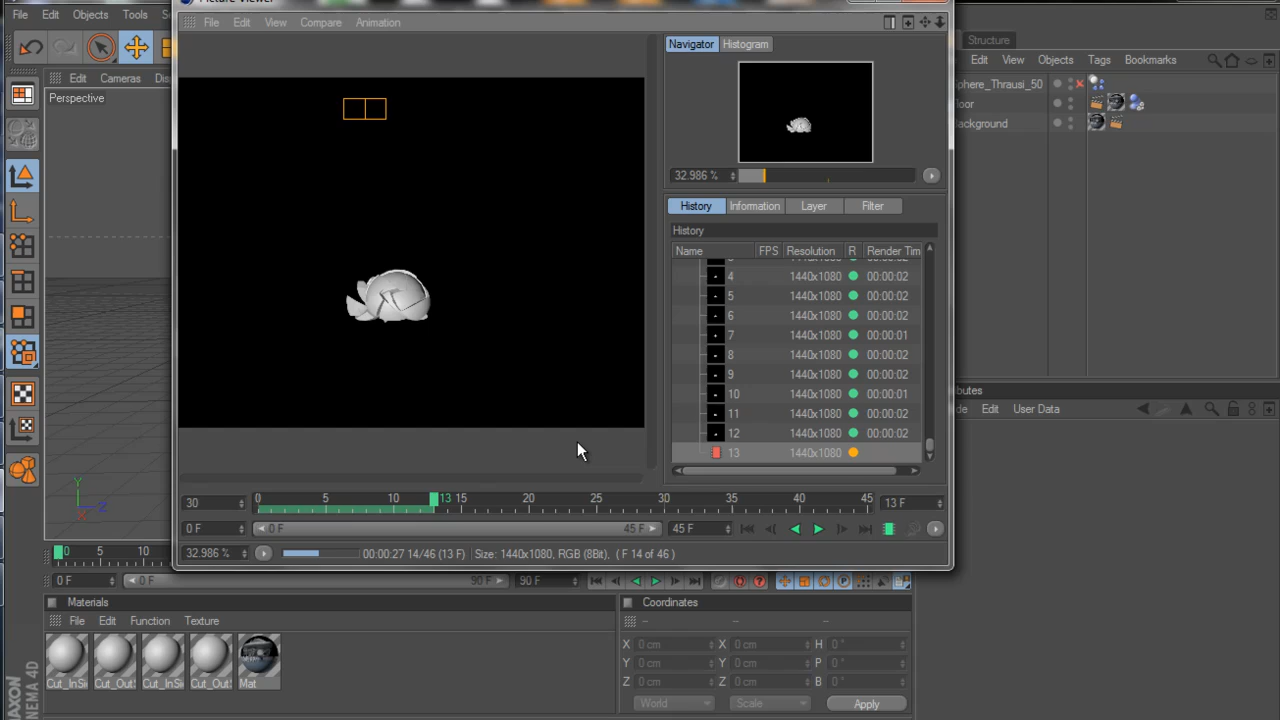 File Edit Objects Tools
Picture Viewer
File Edit View Compare Animation
Structure
Edit View Objects Tags Bookmarks
Edit Cameras Dis
Perspective
Navigator Histogram
Sphere_Thrausi_50
loor
Background
32.986 %
History Information Layer Filter
History
Name FPS Resolution R Render Tim
4 1440x1080 00:00:02
5 1440x1080 00:00:02
6 1440x1080 00:00:02
7 1440x1080 00:00:01
8 1440x1080 00:00:02
9 1440x1080 00:00:02
10 1440x1080 00:00:01
11 1440x1080 00:00:02
12 1440x1080 00:00:02
13 1440x1080
ibutes
de Edit User Data
Y
Z
X
30 0 5 10 13 15 20 25 30 35 40 45 13 F
0 F 0 F 45 F 45 F
32.986 % 00:00:27 14/46 (13 F) Size: 1440x1080, RGB (8Bit), ( F 14 of 46 )
0 5 10
0 F 0 F 90 F 90 F
Materials
File Edit Function Texture
Cut_InSi Cut_Out Cut_InSi Cut_Out Mat
Coordinates
-- -- --
X 0 cm X 0 cm H 0 °
Y 0 cm Y 0 cm P 0 °
Z 0 cm Z 0 cm B 0 °
World Scale Apply
MAXON
CINEMA 4D